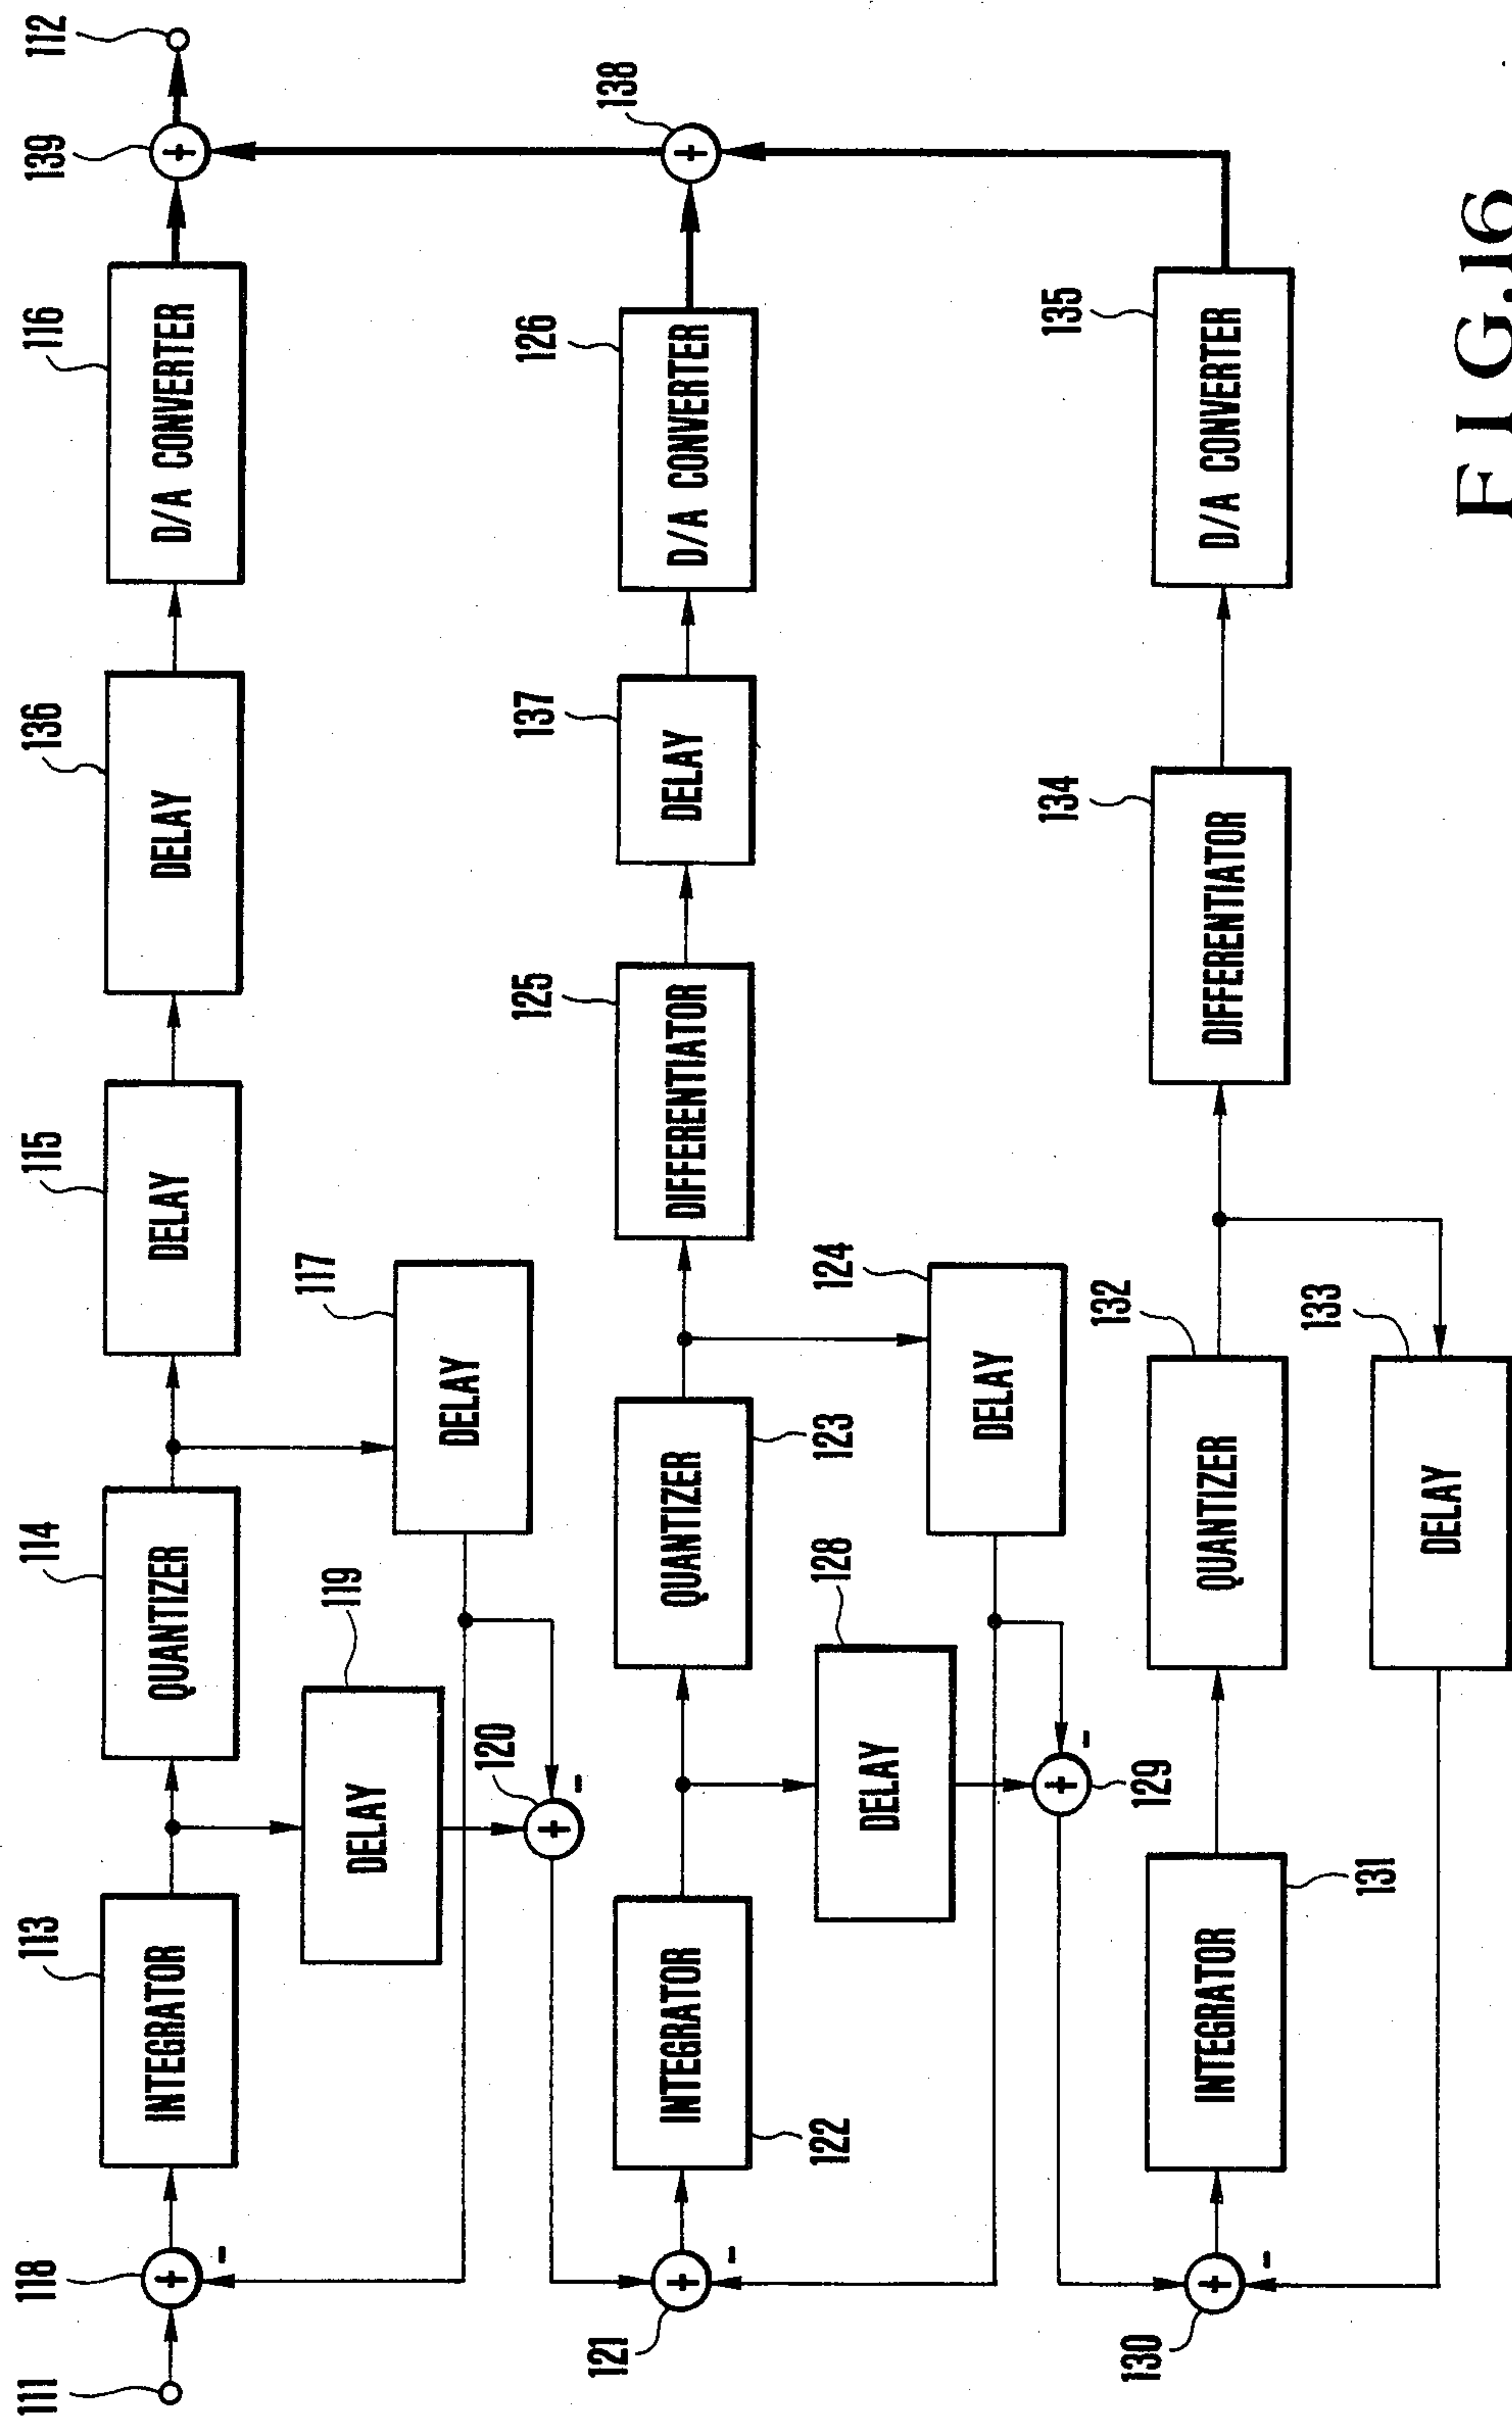 111
118
113
INTEGRATOR
114
QUANTIZER
115
DELAY
136
DELAY
116
D/A CONVERTER
139
112
+
+
-
119
DELAY
117
DELAY
120
+
-
121
+
-
122
INTEGRATOR
123
QUANTIZER
125
DIFFERENTIATOR
137
DELAY
126
D/A CONVERTER
138
+
128
DELAY
124
DELAY
129
+
-
130
+
-
131
INTEGRATOR
132
QUANTIZER
133
DELAY
134
DIFFERENTIATOR
135
D/A CONVERTER
FIG.16